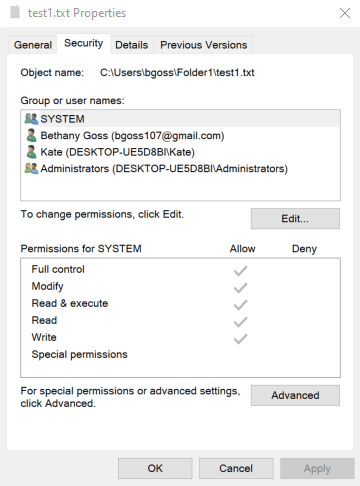 test1.txt Properties
General Security Details Previous Versions
Object name: C:\Users\bgoss\Folder1\test1.txt
Group or user names:
SYSTEM
Bethany Goss (bgoss107@gmail.com)
Kate (DESKTOP-UE5D8BI\Kate)
Administrators (DESKTOP-UE5D8BI\Administrators)
To change permissions, click Edit.
Edit...
Permissions for SYSTEM Allow Deny
Full control
Modify
Read & execute
Read
Write
Special permissions
For special permissions or advanced settings,
click Advanced.
Advanced
OK Cancel Apply